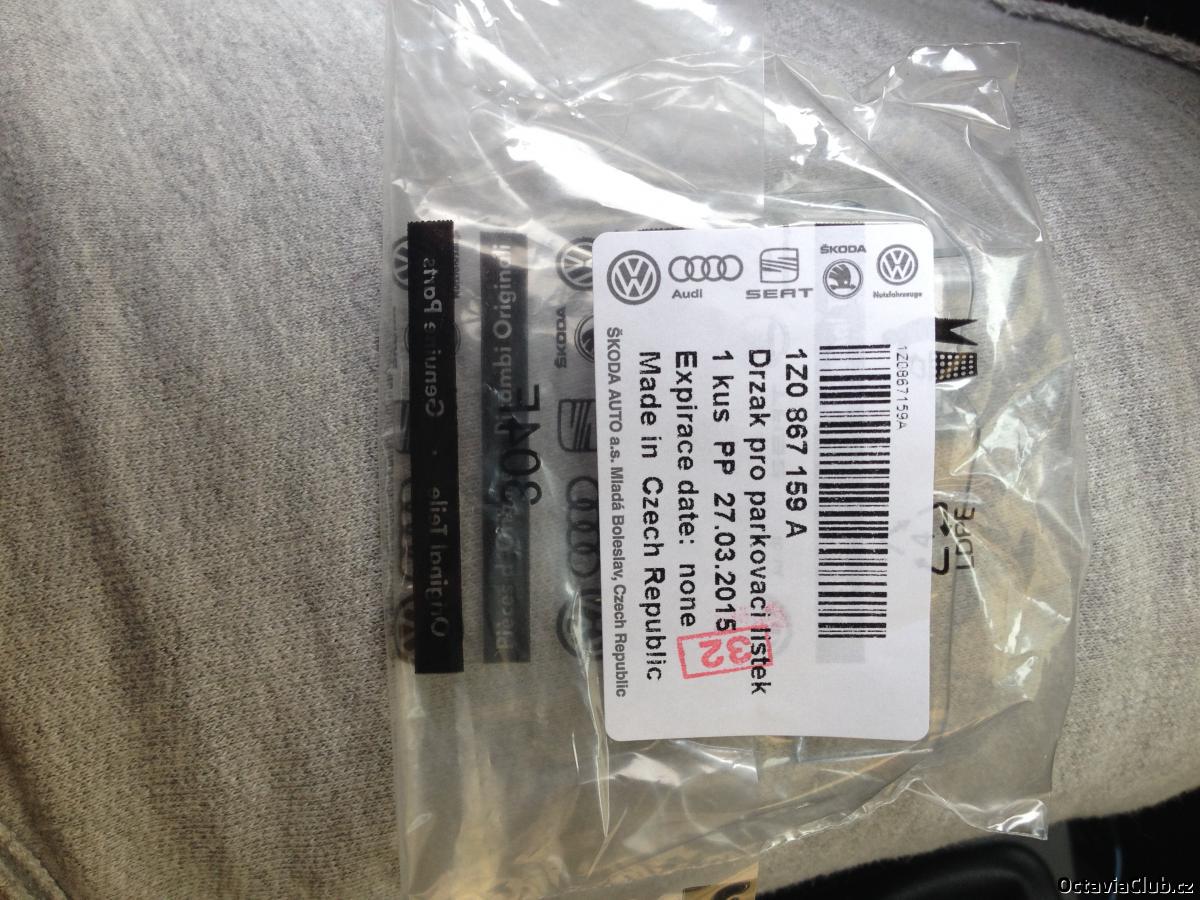 Audi
SEAT
ŠKODA
Nutzfahrzeuge
1Z0867159A
1Z0 867 159 A
Drzak pro parkovaci listek
1 kus PP 27.03.2015
Expirace date: none
Made in Czech Republic
ŠKODA AUTO a.s. Mladá Boleslav, Czech Republic
32
Genuine Parts · Original Teile
ŠKODA
304E
OctaviaClub.cz